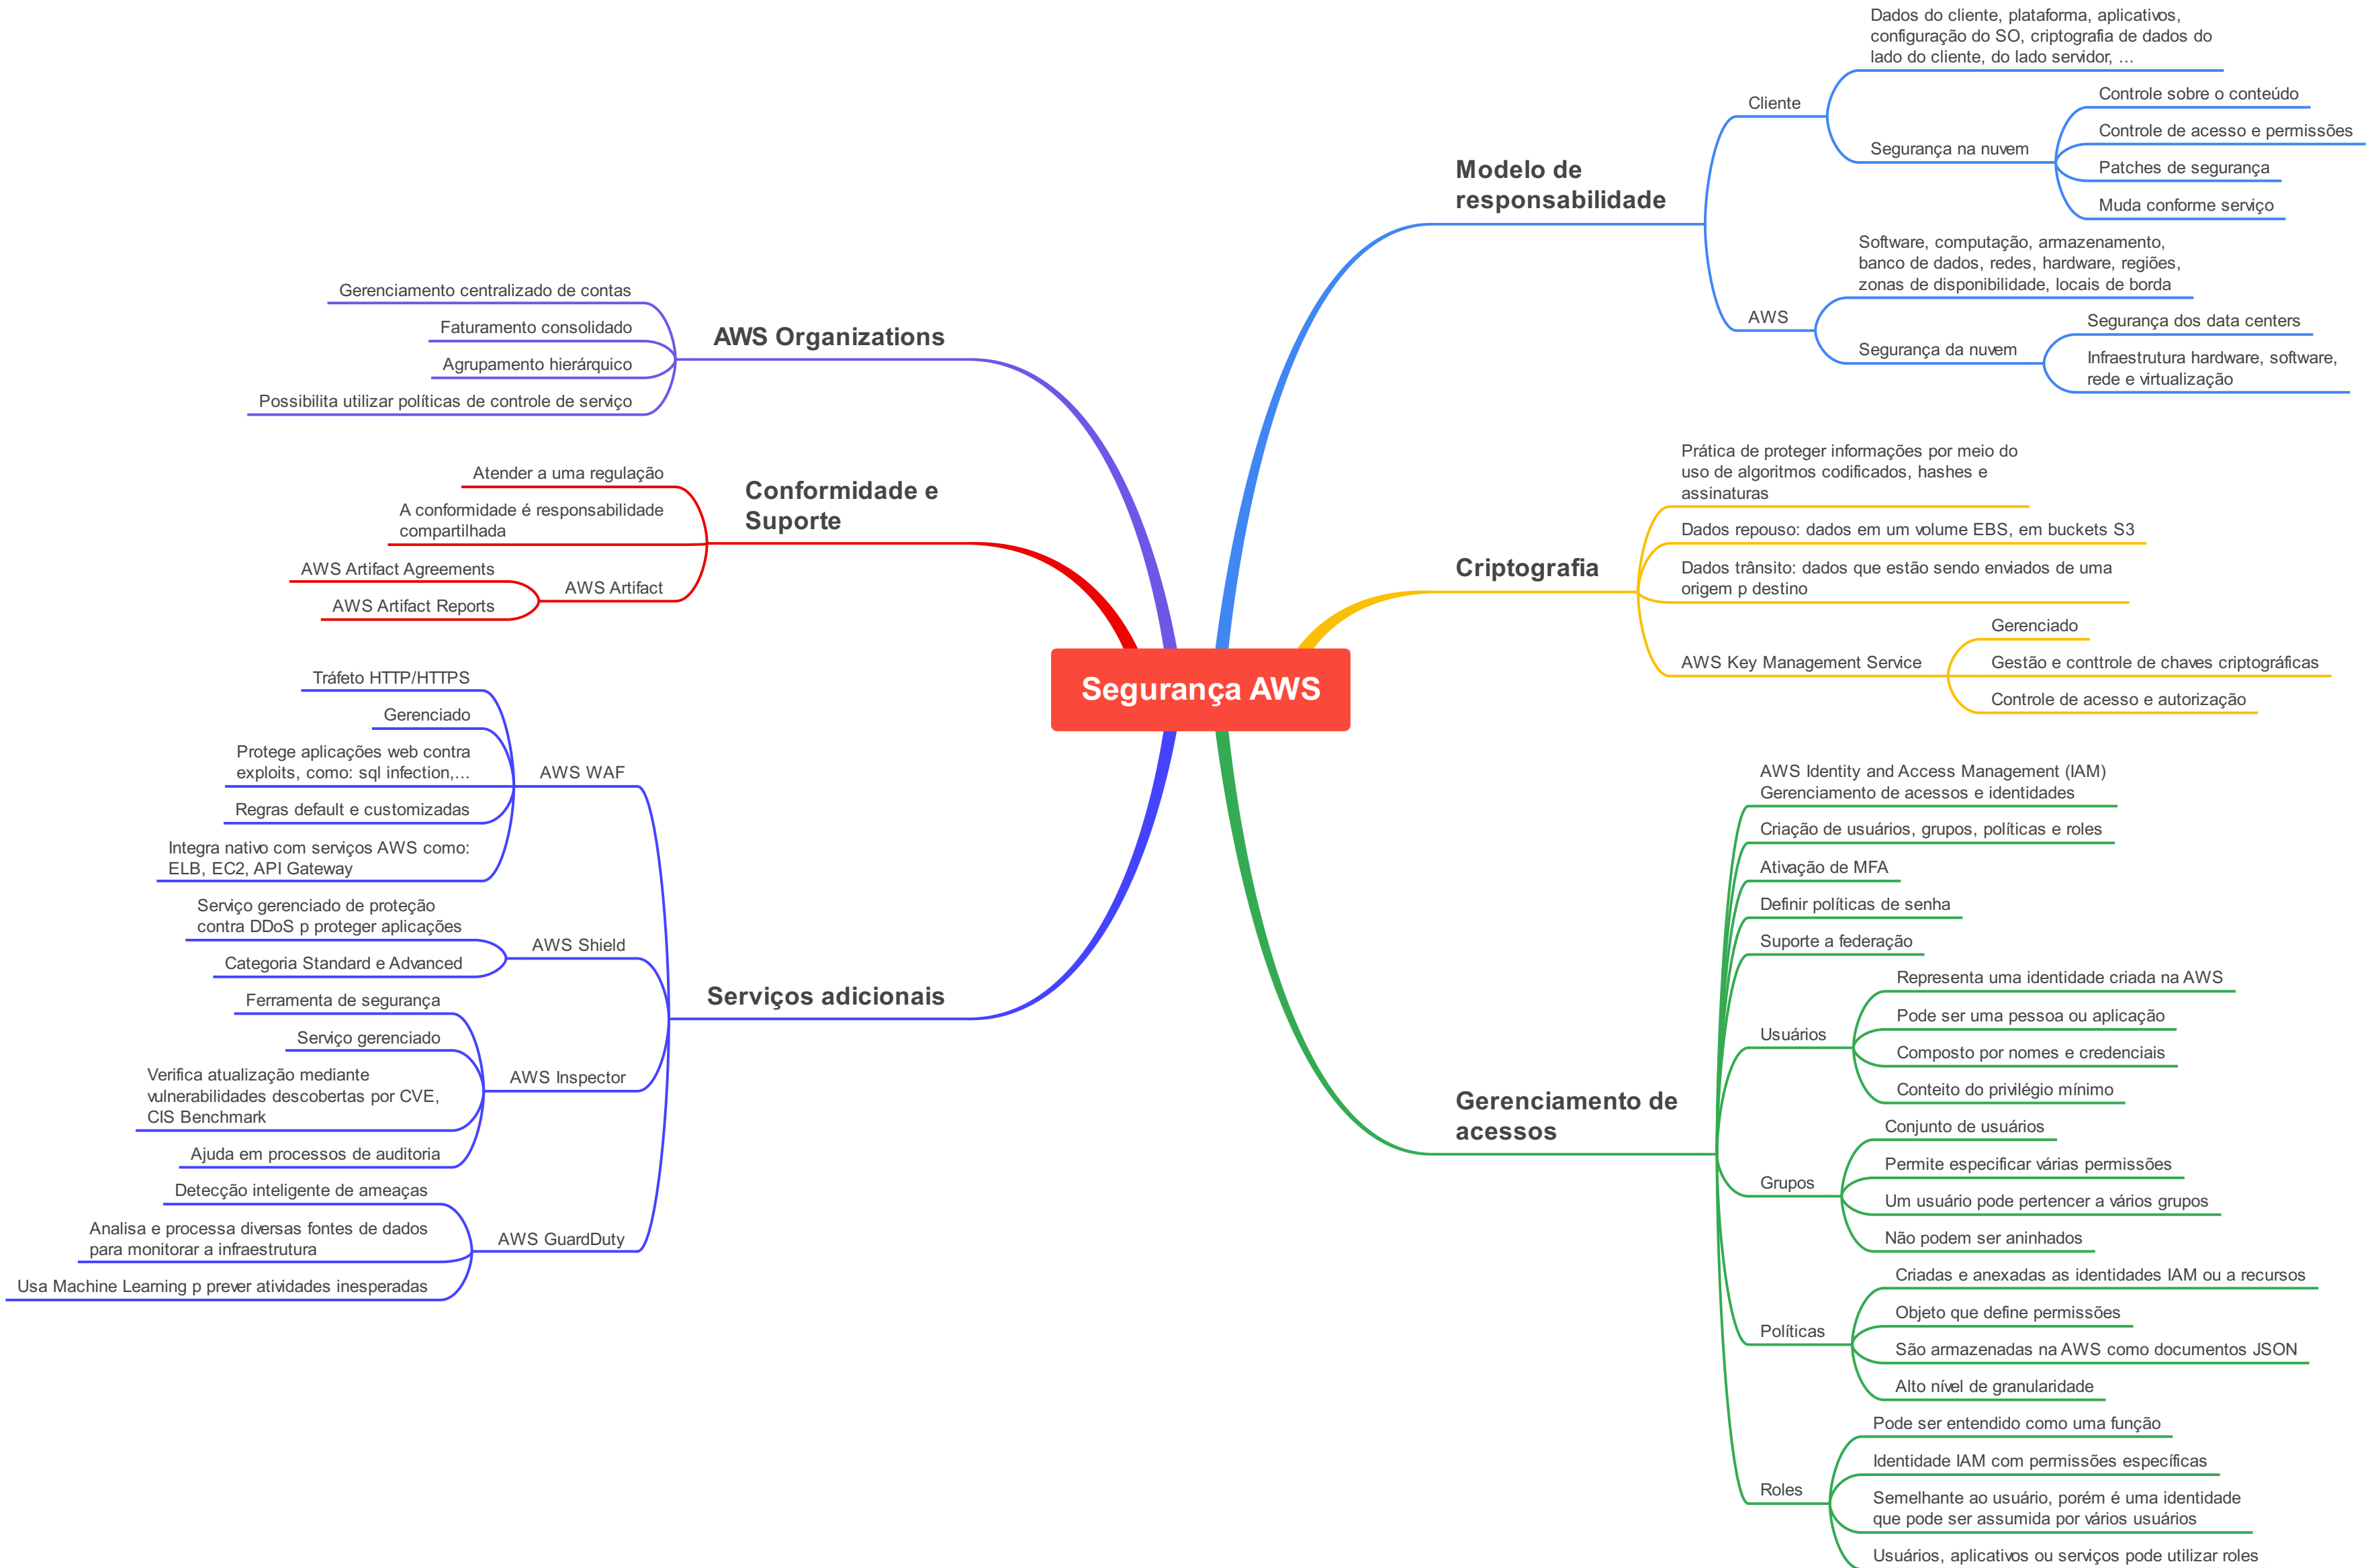 Segurança AWS
Modelo de
responsabilidade
Cliente
Dados do cliente, plataforma, aplicativos,
configuração do SO, criptografia de dados do
lado do cliente, do lado servidor, ...
Segurança na nuvem
Controle sobre o conteúdo
Controle de acesso e permissões
Patches de segurança
Muda conforme serviço
AWS
Software, computação, armazenamento,
banco de dados, redes, hardware, regiões,
zonas de disponibilidade, locais de borda
Segurança da nuvem
Segurança dos data centers
Infraestrutura hardware, software,
rede e virtualização
Criptografia
Prática de proteger informações por meio do
uso de algoritmos codificados, hashes e
assinaturas
Dados repouso: dados em um volume EBS, em buckets S3
Dados trânsito: dados que estão sendo enviados de uma
origem p destino
AWS Key Management Service
Gerenciado
Gestão e conttrole de chaves criptográficas
Controle de acesso e autorização
Gerenciamento de
acessos
AWS Identity and Access Management (IAM)
Gerenciamento de acessos e identidades
Criação de usuários, grupos, políticas e roles
Ativação de MFA
Definir políticas de senha
Suporte a federação
Usuários
Representa uma identidade criada na AWS
Pode ser uma pessoa ou aplicação
Composto por nomes e credenciais
Conteito do privilégio mínimo
Grupos
Conjunto de usuários
Permite especificar várias permissões
Um usuário pode pertencer a vários grupos
Não podem ser aninhados
Políticas
Criadas e anexadas as identidades IAM ou a recursos
Objeto que define permissões
São armazenadas na AWS como documentos JSON
Alto nível de granularidade
Roles
Pode ser entendido como uma função
Identidade IAM com permissões específicas
Semelhante ao usuário, porém é uma identidade
que pode ser assumida por vários usuários
Usuários, aplicativos ou serviços pode utilizar roles
AWS Organizations
Gerenciamento centralizado de contas
Faturamento consolidado
Agrupamento hierárquico
Possibilita utilizar políticas de controle de serviço
Conformidade e
Suporte
Atender a uma regulação
A conformidade é responsabilidade
compartilhada
AWS Artifact
AWS Artifact Agreements
AWS Artifact Reports
Serviços adicionais
AWS WAF
Tráfeto HTTP/HTTPS
Gerenciado
Protege aplicações web contra
exploits, como: sql infection,...
Regras default e customizadas
Integra nativo com serviços AWS como:
ELB, EC2, API Gateway
AWS Shield
Serviço gerenciado de proteção
contra DDoS p proteger aplicações
Categoria Standard e Advanced
AWS Inspector
Ferramenta de segurança
Serviço gerenciado
Verifica atualização mediante
vulnerabilidades descobertas por CVE,
CIS Benchmark
Ajuda em processos de auditoria
AWS GuardDuty
Detecção inteligente de ameaças
Analisa e processa diversas fontes de dados
para monitorar a infraestrutura
Usa Machine Learning p prever atividades inesperadas